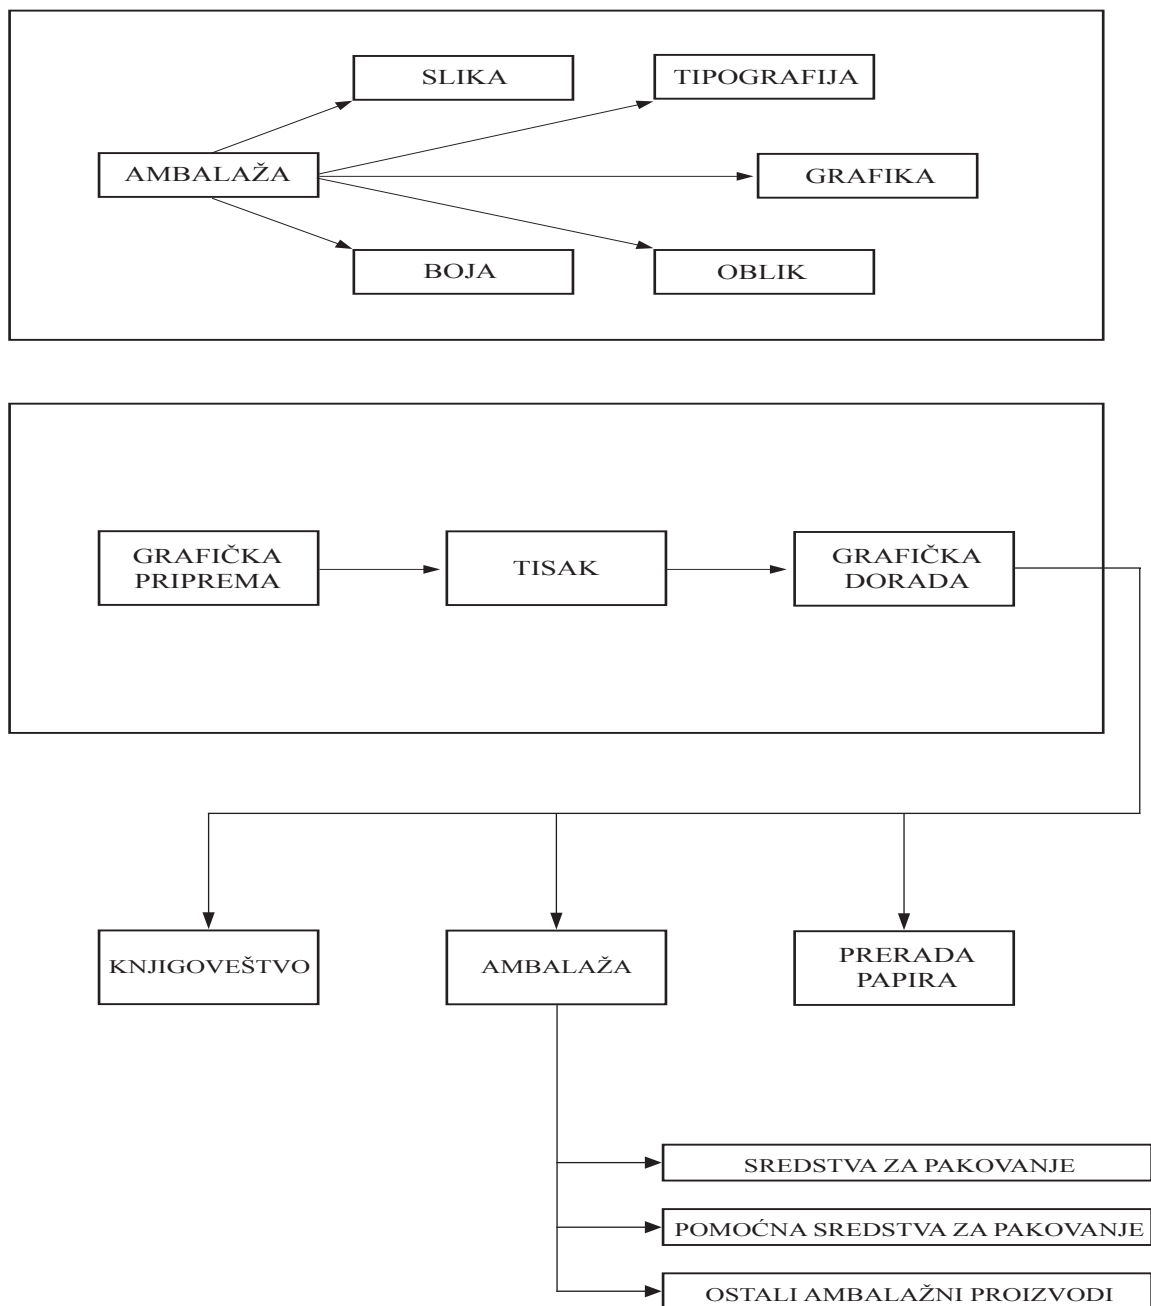 SLIKA
TIPOGRAFIJA
AMBALAŽA
GRAFIKA
BOJA
OBLIK
GRAFIČKA
PRIPREMA
TISAK
GRAFIČKA
DORADA
KNJIGOVEŠTVO
AMBALAŽA
PRERADA
PAPIRA
SREDSTVA ZA PAKOVANJE
POMOĆNA SREDSTVA ZA PAKOVANJE
OSTALI AMBALAŽNI PROIZVODI